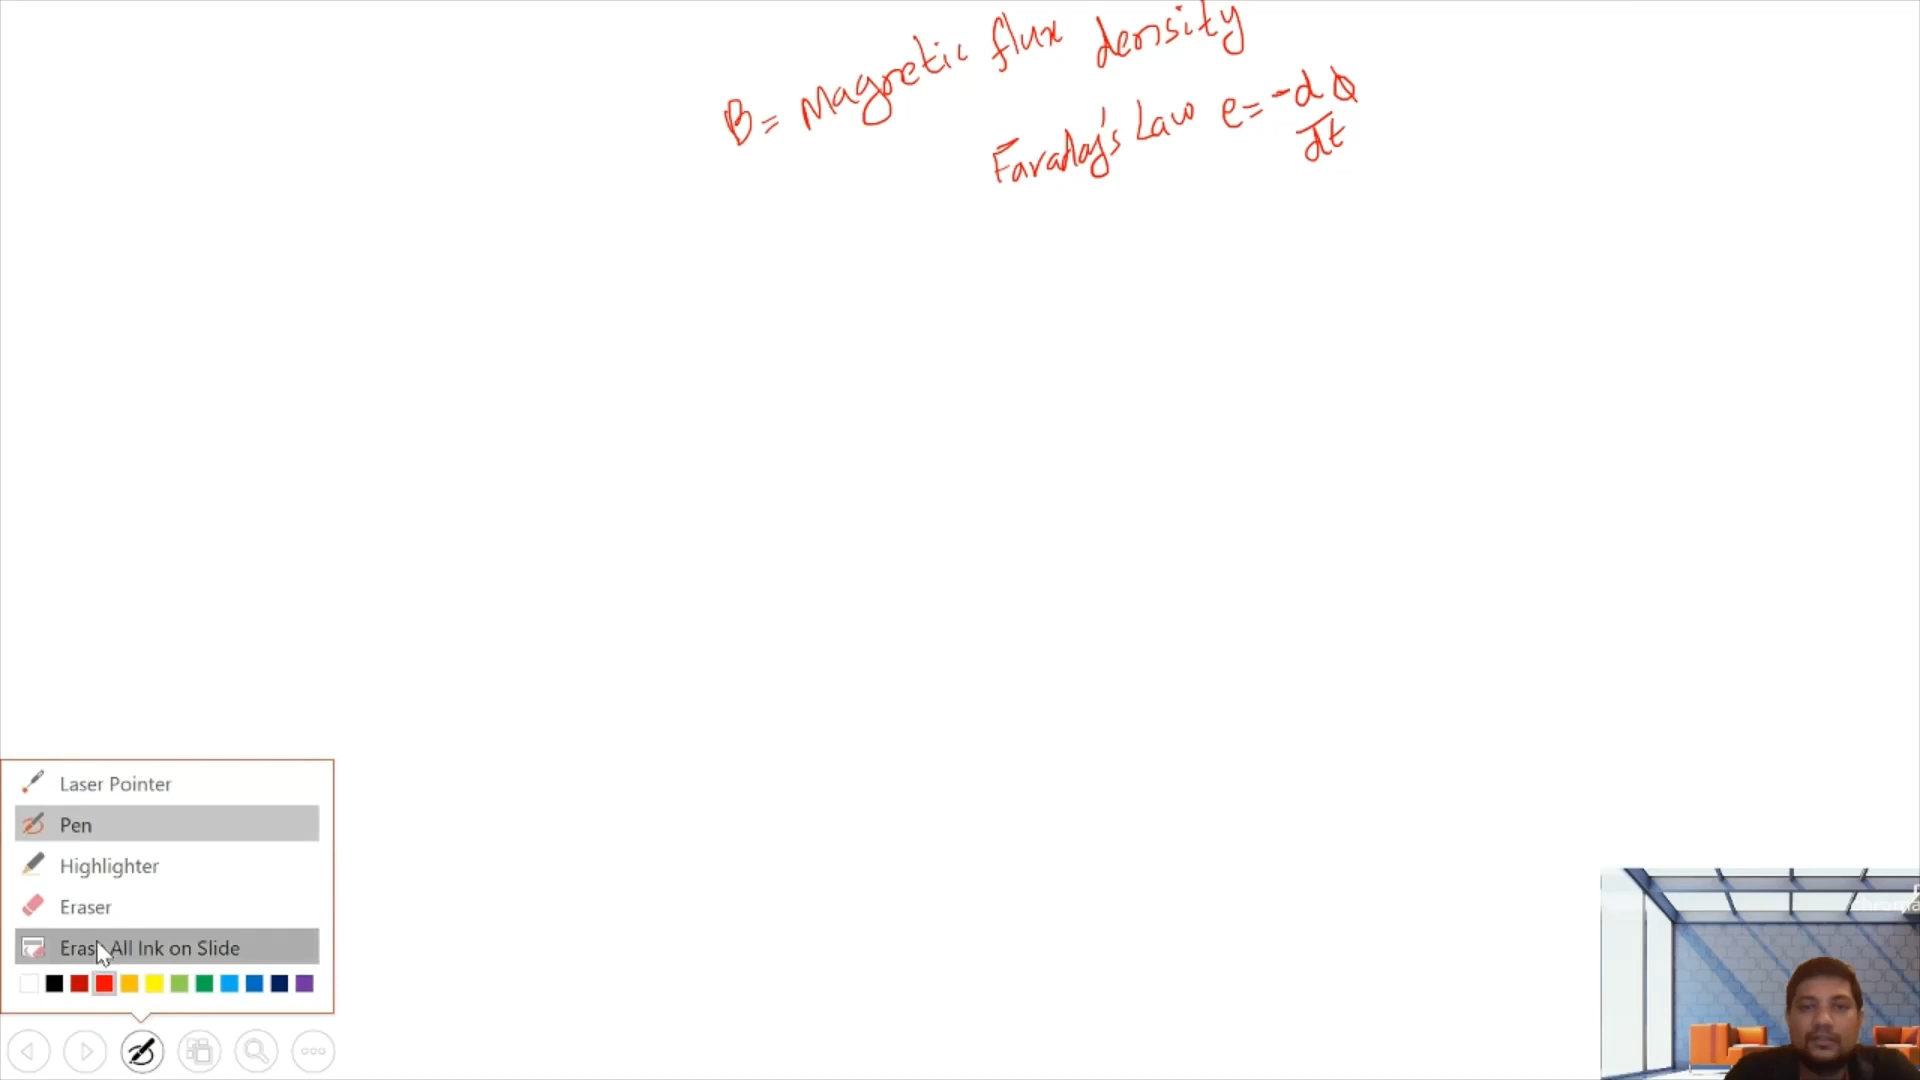 B = Magnetic flux density
Faraday's Law e = -dϕ/dt
Laser Pointer
Pen
Highlighter
Eraser
Erase All Ink on Slide